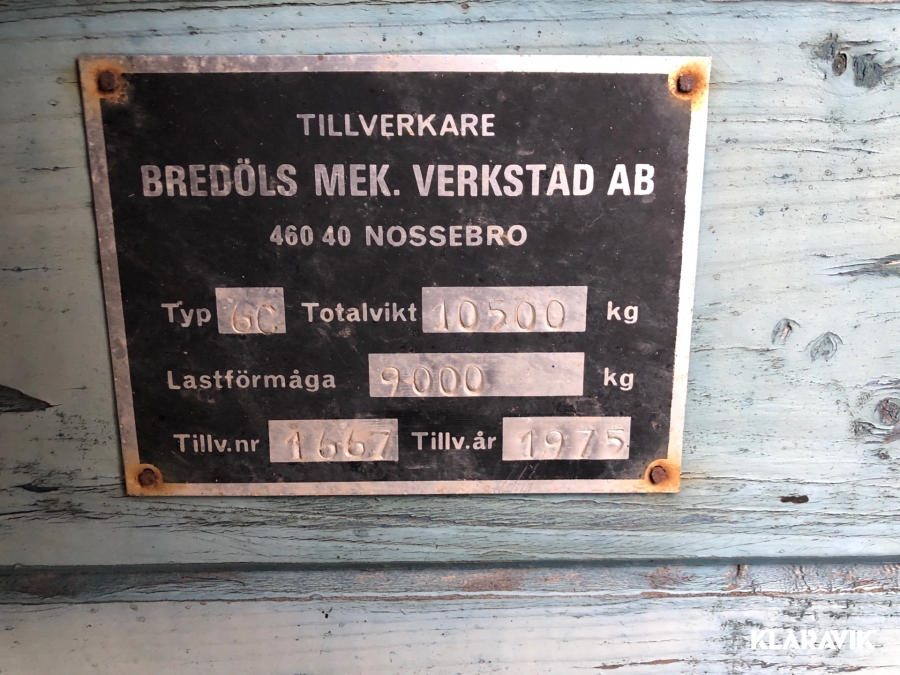 TILLVERKARE
BREDÖLS MEK. VERKSTAD AB
460 40 NOSSEBRO
Typ 6C Totalvikt 10500 kg
Lastförmåga 9000 kg
Tillv.nr 1667 Tillv.år 1975
KLARAVIK